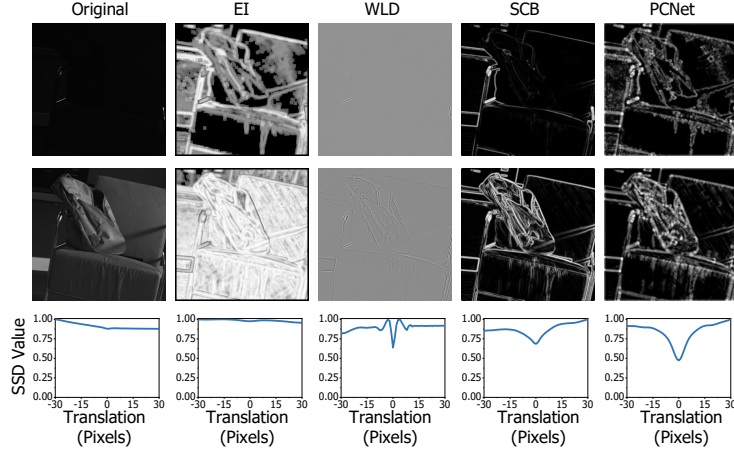 Original EI WLD SCB PCNet
SSD Value
1.00 1.00 1.00 1.00 1.00
0.75 0.75 0.75 0.75 0.75
0.50 0.50 0.50 0.50 0.50
0.25 0.25 0.25 0.25 0.25
0.00 0.00 0.00 0.00 0.00
-30 -15 0 15 30 -30 -15 0 15 30 -30 -15 0 15 30 -30 -15 0 15 30 -30 -15 0 15 30
Translation Translation Translation Translation Translation
(Pixels) (Pixels) (Pixels) (Pixels) (Pixels)